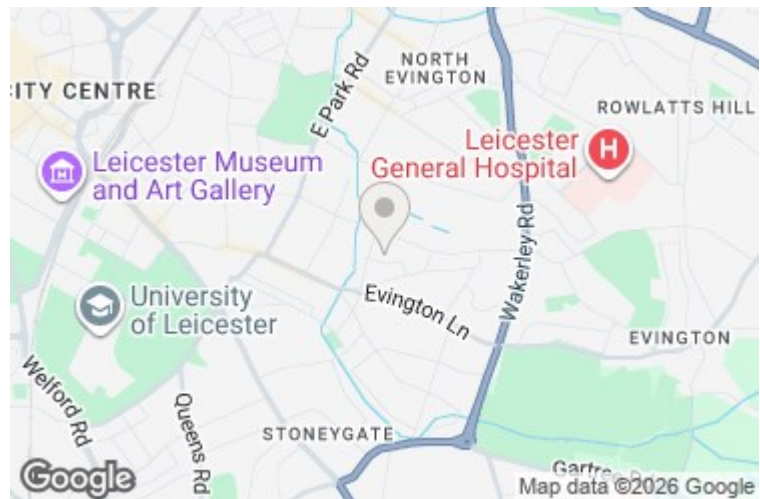 NORTH
EVINGTON
CITY CENTRE
E Park Rd
ROWLATTS HILL
Leicester
General Hospital
H
Leicester Museum
and Art Gallery
Wakerley Rd
University
of Leicester
Evington Ln
EVINGTON
Welford Rd
Queens Rd
STONEYGATE
Google
Map data ©2026 Google